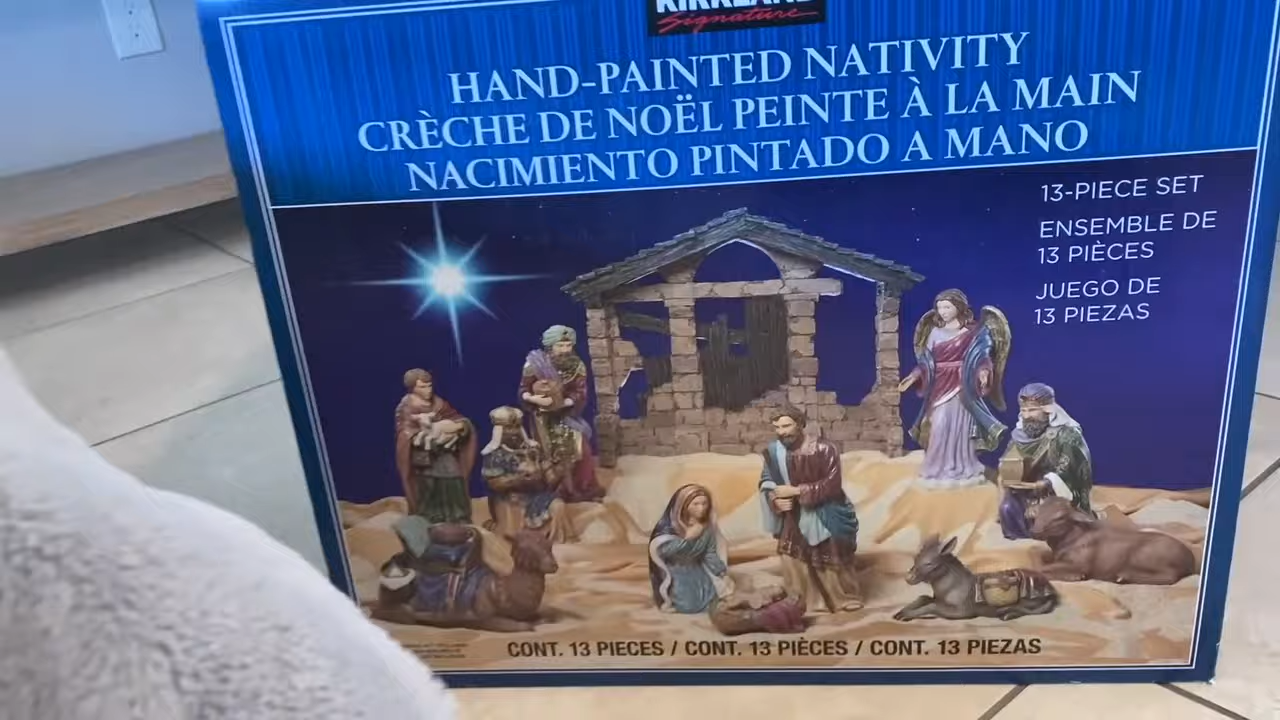 KIRKLAND
Signature
HAND-PAINTED NATIVITY
CRÈCHE DE NOËL PEINTE À LA MAIN
NACIMIENTO PINTADO A MANO
13-PIECE SET
ENSEMBLE DE
13 PIÈCES
JUEGO DE
13 PIEZAS
CONT. 13 PIECES / CONT. 13 PIÈCES / CONT. 13 PIEZAS